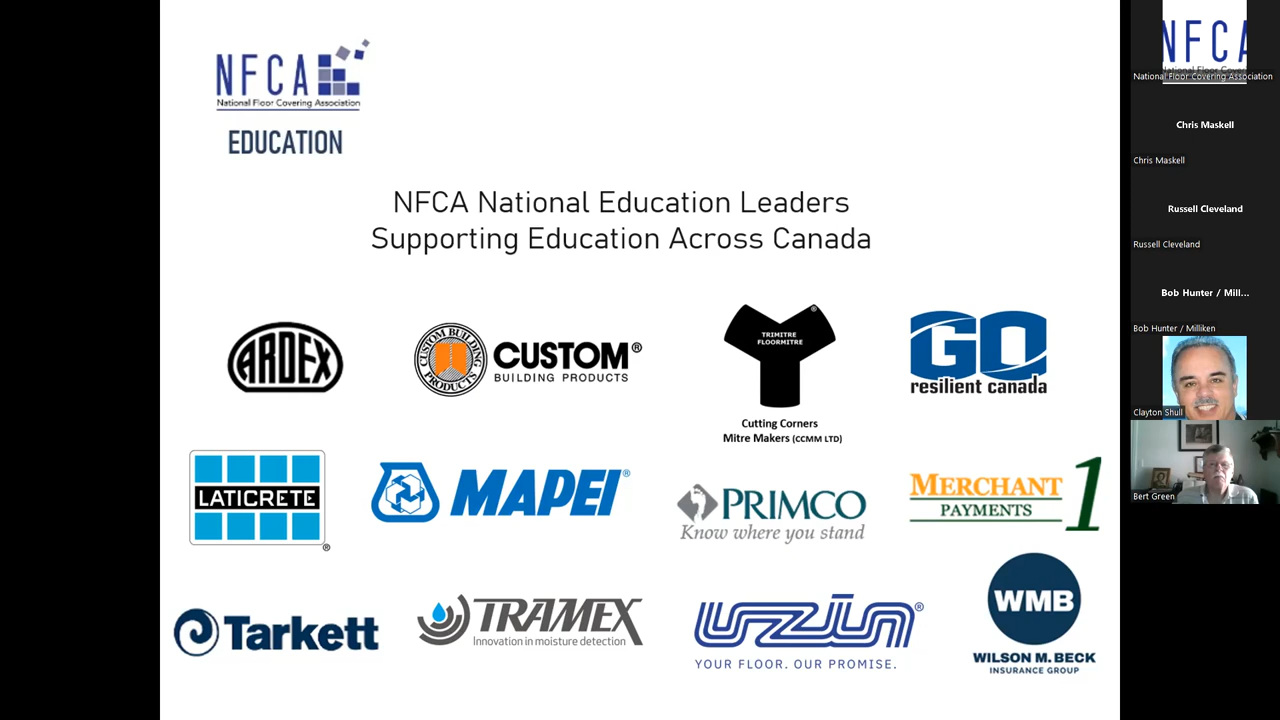 NFCA
National Floor Covering Association
EDUCATION
NFCA National Education Leaders
Supporting Education Across Canada
ARDEX
CUSTOM BUILDING PRODUCTS
CUSTOM®
BUILDING PRODUCTS
®
TRIMITRE
FLOORMITRE
Cutting Corners
Mitre Makers (CCMM LTD)
GO
resilient canada
LATICRETE
®
MAPEI®
PRIMCO
Know where you stand
MERCHANT
PAYMENTS
1
Tarkett
TRAMEX
Innovation in moisture detection
uzin®
YOUR FLOOR. OUR PROMISE.
WMB
WILSON M. BECK
INSURANCE GROUP
NFCA
National Floor Covering Association
Chris Maskell
Chris Maskell
Russell Cleveland
Russell Cleveland
Bob Hunter / Mill...
Bob Hunter / Milliken
Clayton Shull
Bert Green